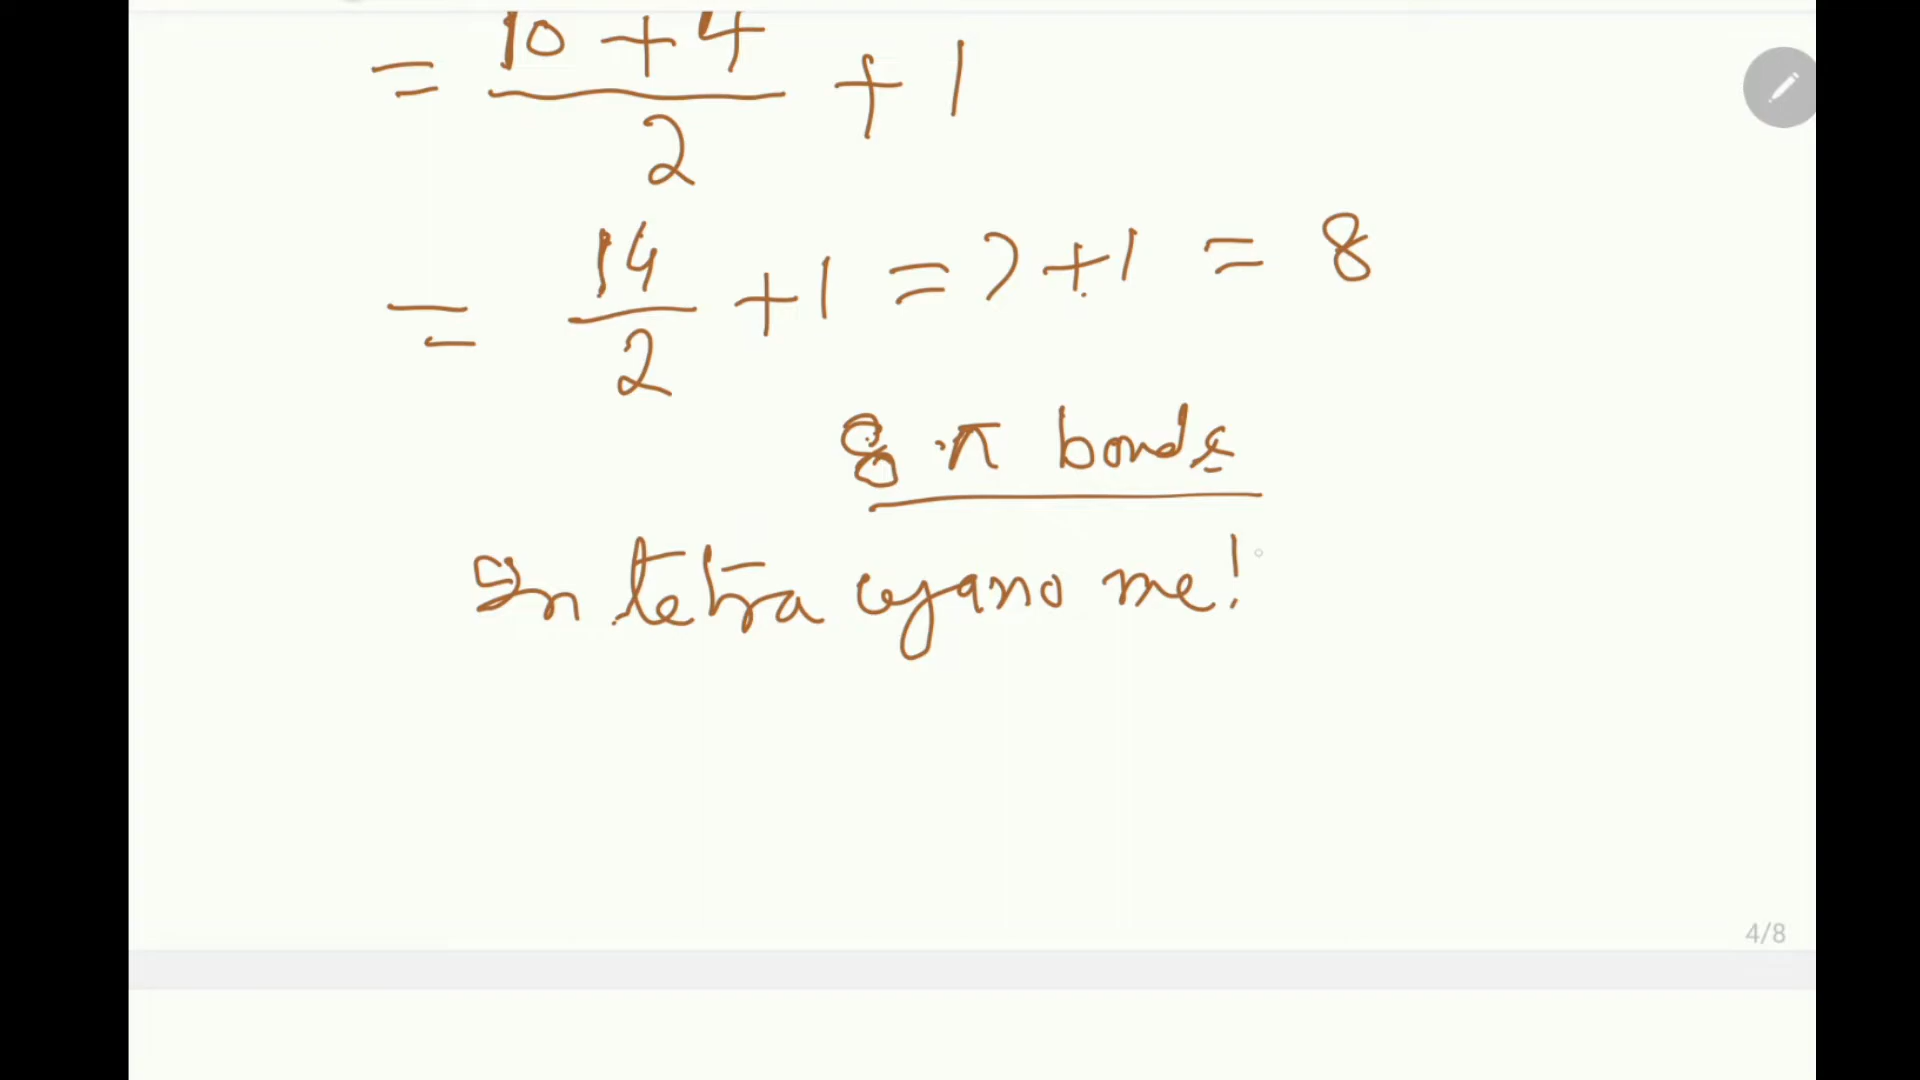 = 10 + 4 / 2 + 1
= 14 / 2 + 1 = 7 + 1 = 8
8 π bonds
In tetra cyano me!
4/8